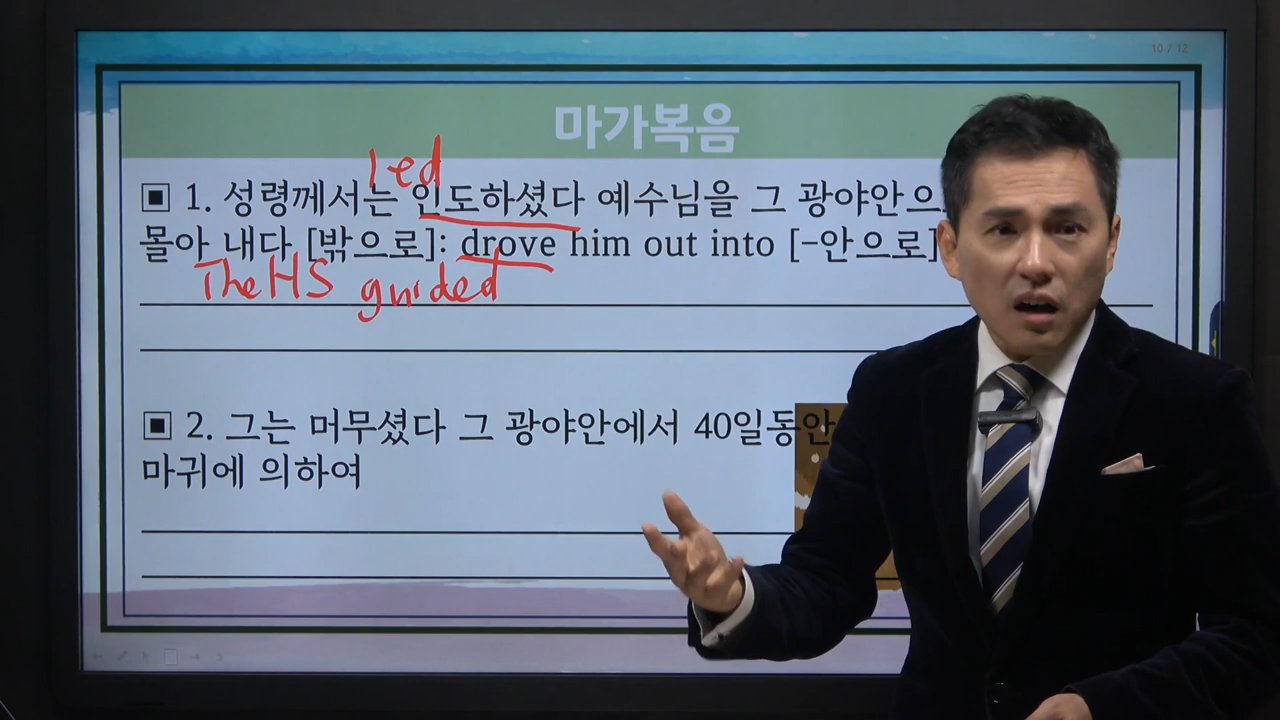 10 / 12
마가복음
led
▣ 1. 성령께서는 인도하셨다 예수님을 그 광야안으
몰아 내다 [밖으로]: drove him out into [-안으로]
The HS guided
▣ 2. 그는 머무셨다 그 광야안에서 40일동안
마귀에 의하여